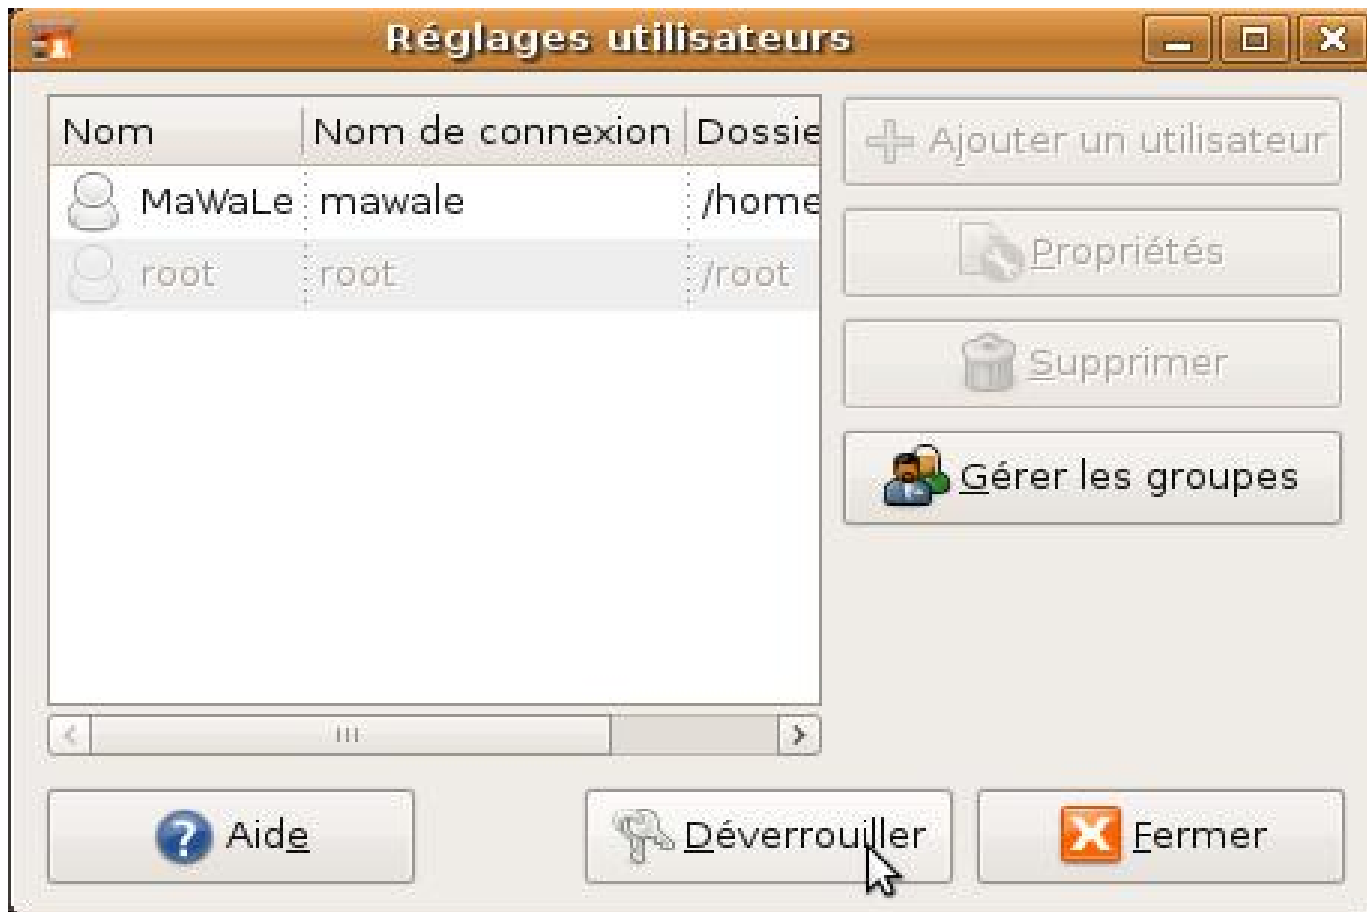 Réglages utilisateurs
Nom Nom de connexion Dossie
MaWaLe mawale /home
root root /root
Ajouter un utilisateur
Propriétés
Supprimer
Gérer les groupes
Aide Déverrouiller Fermer